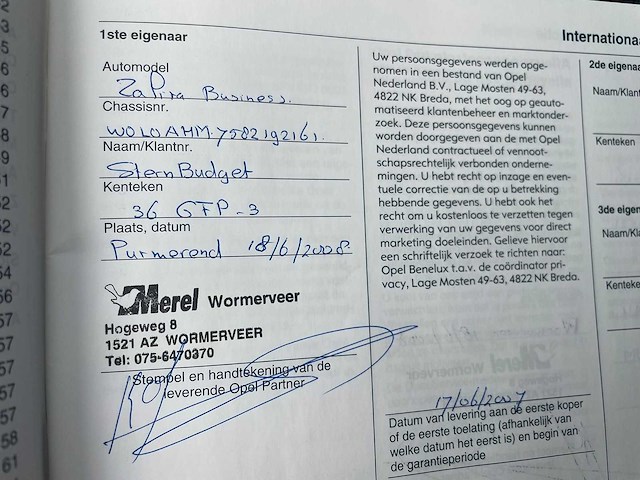 1ste eigenaar
Internationa
Automodel
Zafira Business.
Chassisnr.
WOLOAHM.7582192161.
Naam/Klantnr.
SternBudget
Kenteken
36 GTP-3
Plaats, datum
Purmerend 18/6/2008
Merel Wormerveer
Hogeweg 8
1521 AZ WORMERVEER
Tel: 075-6470370
Stempel en handtekening van de
leverende Opel Partner
Uw persoonsgegevens werden opge-
nomen in een bestand van Opel
Nederland B.V., Lage Mosten 49-63,
4822 NK Breda, met het oog op geauto-
matiseerd klantenbeheer en marktonder-
zoek. Deze persoonsgegevens kunnen
worden doorgegeven aan de met Opel
Nederland contractueel of vennoot-
schapsrechtelijk verbonden onderne-
mingen. U hebt recht op inzage en even-
tuele correctie van de op u betrekking
hebbende gegevens. U hebt ook het
recht om u kosteloos te verzetten tegen
verwerking van uw gegevens voor direct
marketing doeleinden. Gelieve hiervoor
een schriftelijk verzoek te richten naar:
Opel Benelux t.a.v. de coördinator pri-
vacy, Lage Mosten 49-63, 4822 NK Breda.
17/06/2007
Datum van levering aan de eerste koper
of de eerste toelating (afhankelijk van
welke datum het eerst is) en begin van
de garantieperiode
2de eigenaa
Naam/Klant
Kenteken
3de eigena
Naam/Kla
Kenteke